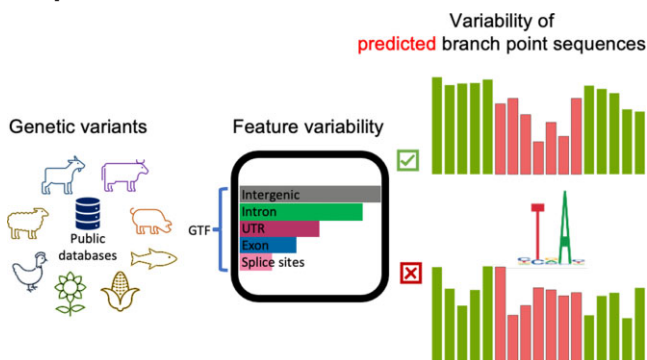 Variability of
predicted branch point sequences
Genetic variants
Feature variability
Public
databases
GTF
Intergenic
Intron
UTR
Exon
Splice sites
T A